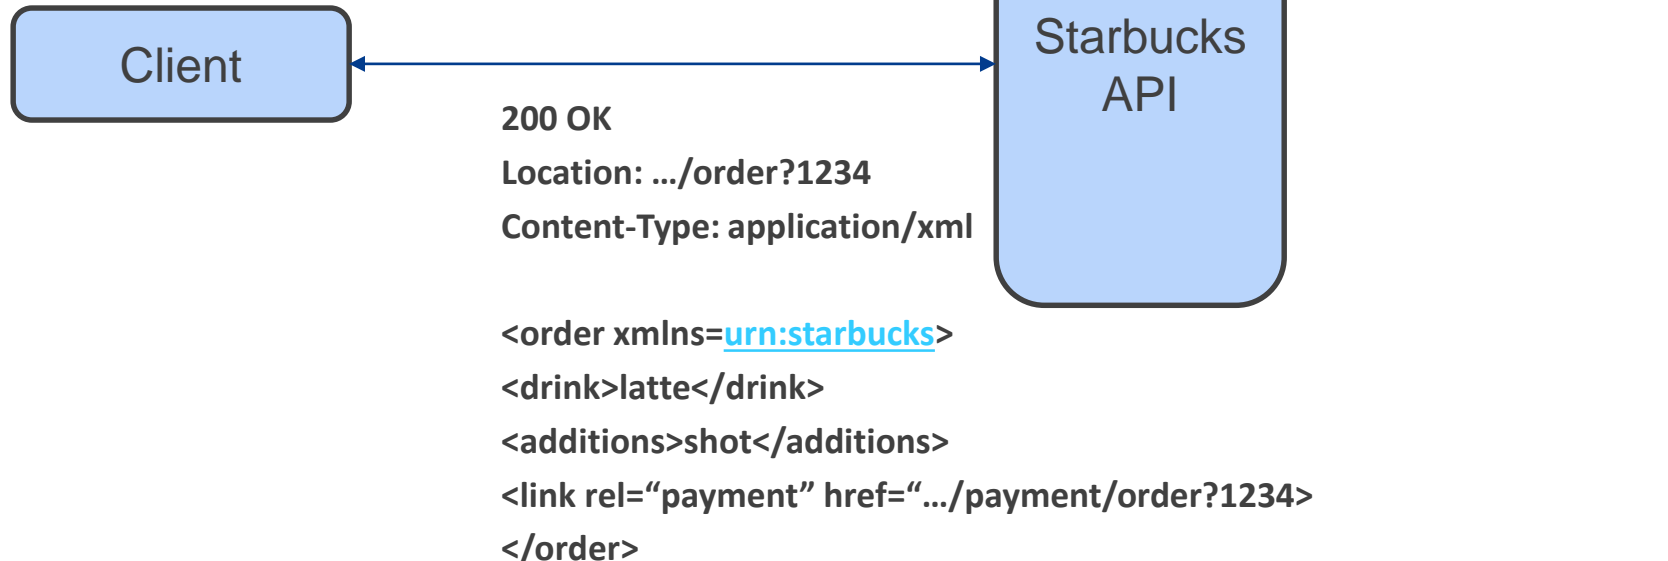 Client
Starbucks
API
200 OK
Location: …/order?1234
Content-Type: application/xml
<order xmlns=urn:starbucks>
<drink>latte</drink>
<additions>shot</additions>
<link rel=“payment” href=“…/payment/order?1234>
</order>